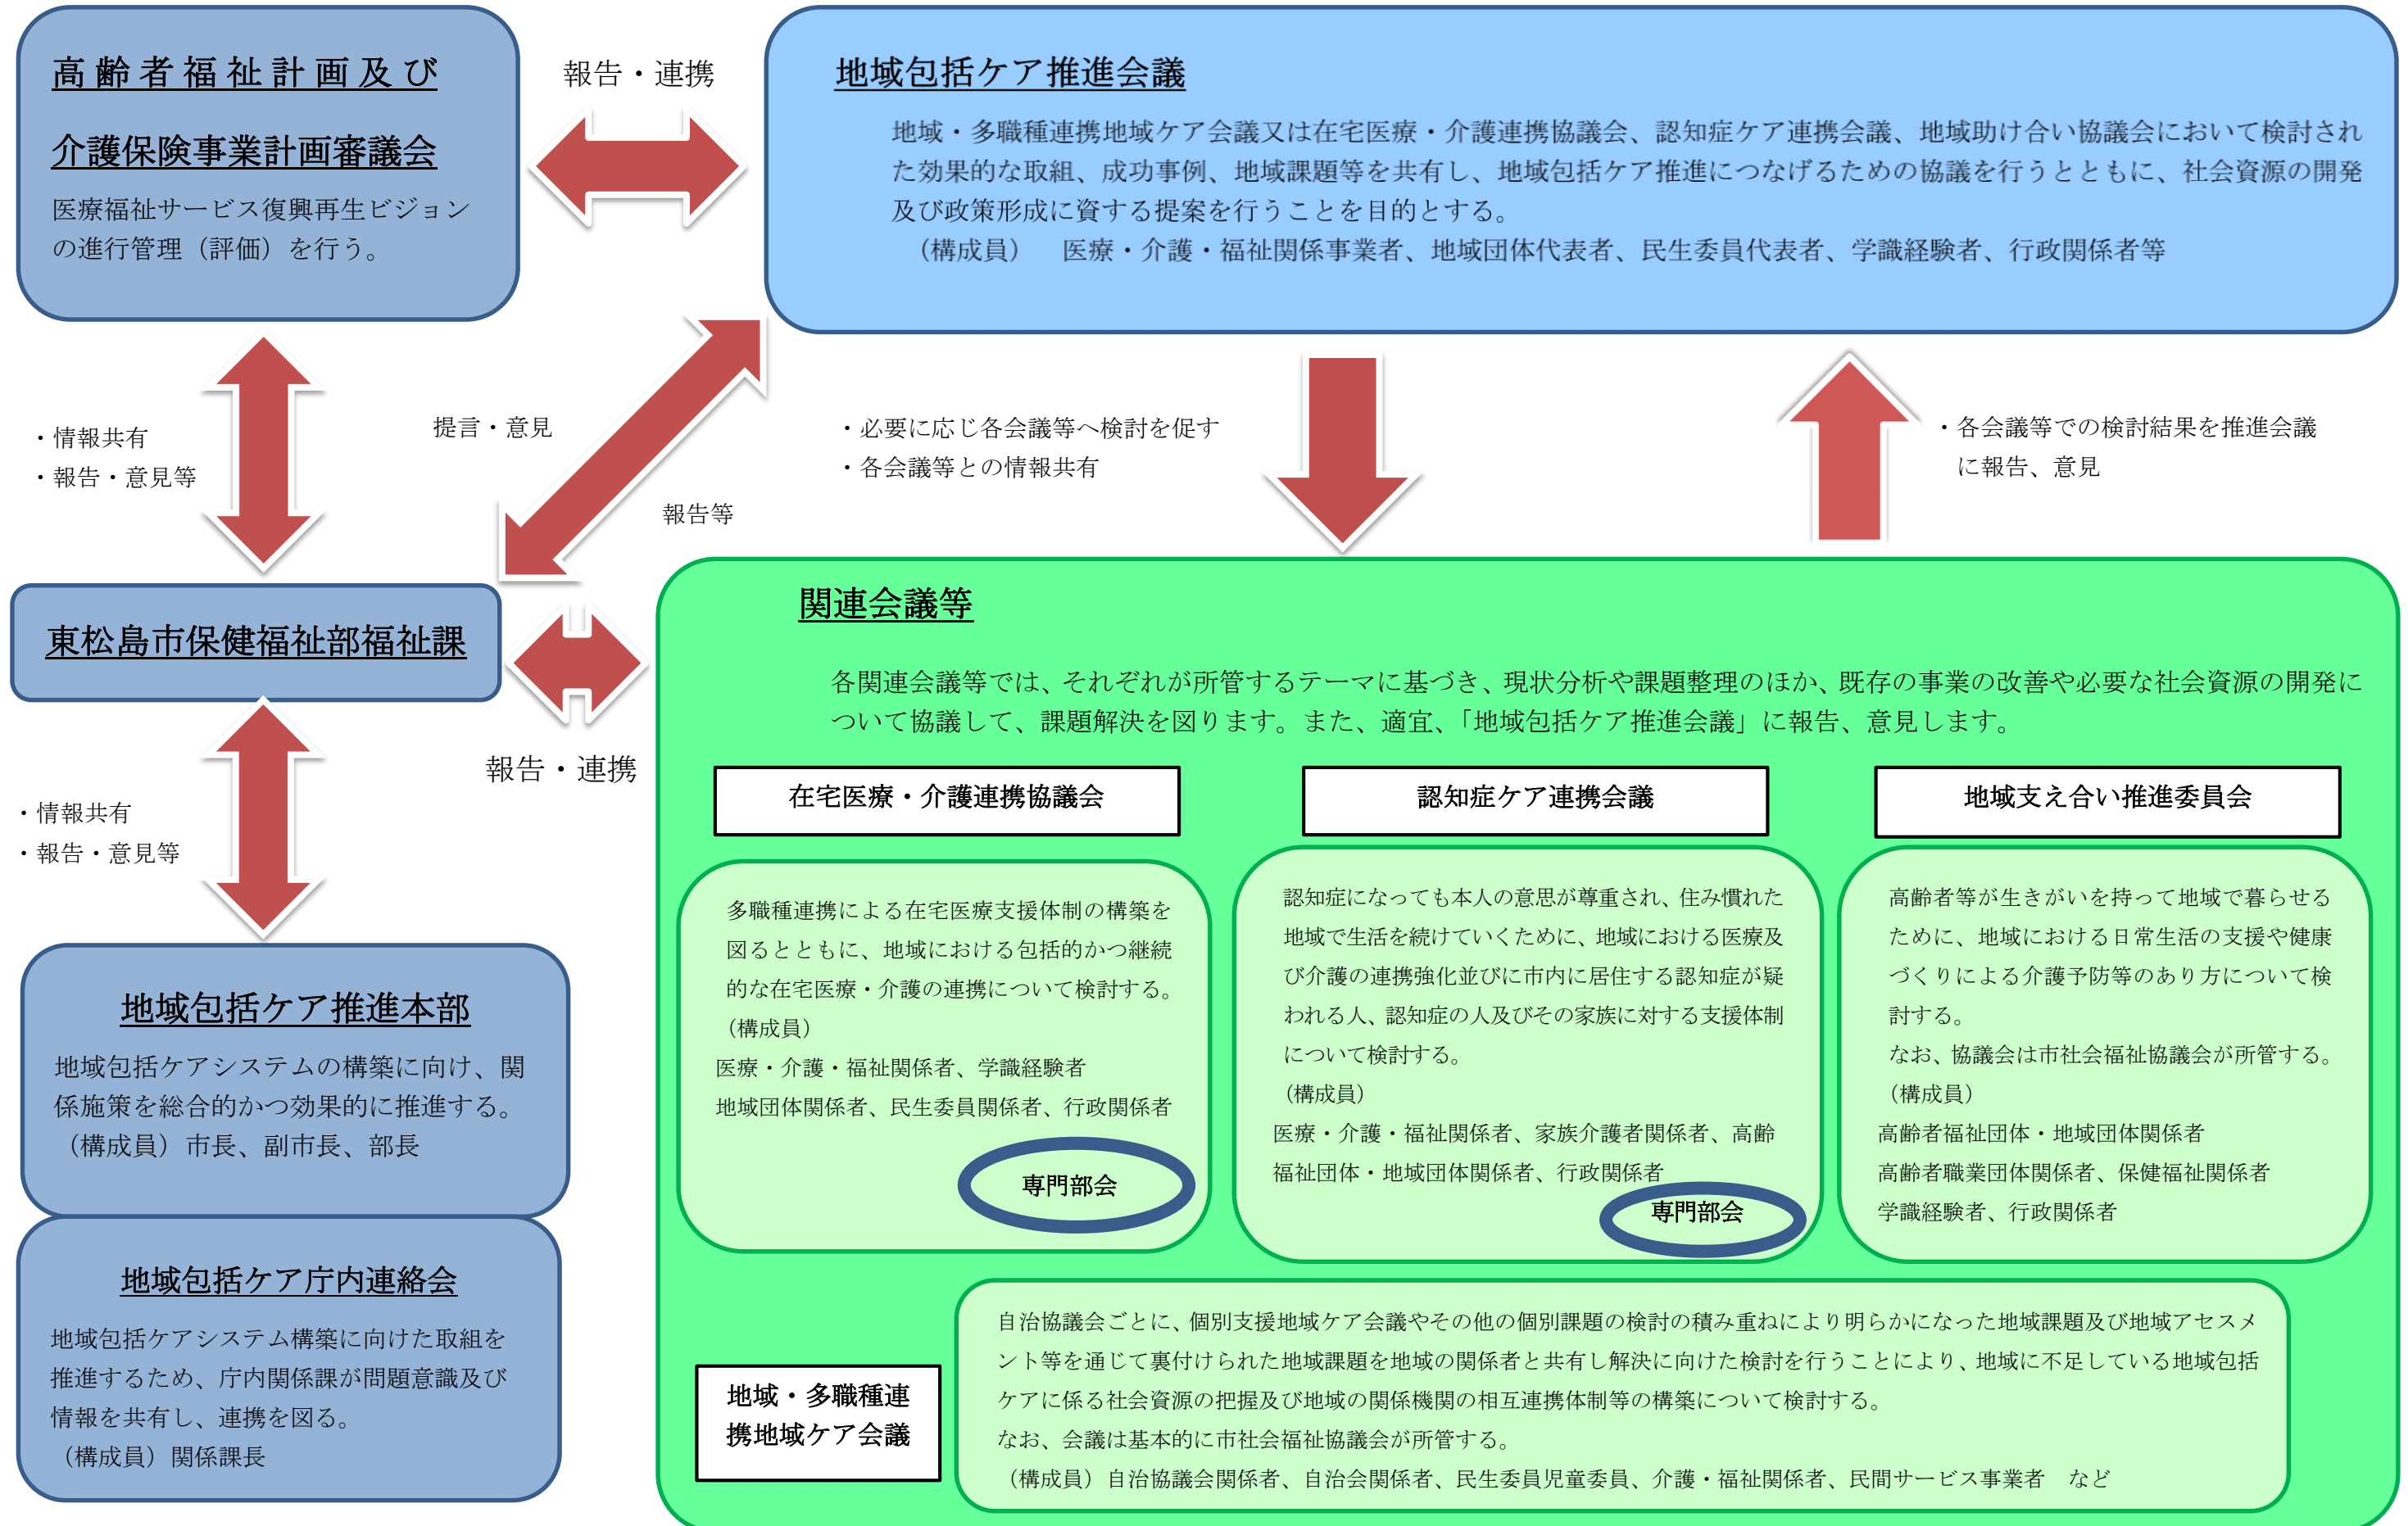 高齢者福祉計画及び
介護保険事業計画審議会
医療福祉サービス復興再生ビジョン
の進行管理（評価）を行う。
報告・連携
地域包括ケア推進会議
地域・多職種連携地域ケア会議又は在宅医療・介護連携協議会、認知症ケア連携会議、地域助け合い協議会において検討され
た効果的な取組、成功事例、地域課題等を共有し、地域包括ケア推進につなげるための協議を行うとともに、社会資源の開発
及び政策形成に資する提案を行うことを目的とする。
（構成員）　医療・介護・福祉関係事業者、地域団体代表者、民生委員代表者、学識経験者、行政関係者等
・情報共有
・報告・意見等
提言・意見
報告等
・必要に応じ各会議等へ検討を促す
・各会議等との情報共有
・各会議等での検討結果を推進会議
に報告、意見
東松島市保健福祉部福祉課
報告・連携
・情報共有
・報告・意見等
地域包括ケア推進本部
地域包括ケアシステムの構築に向け、関
係施策を総合的かつ効果的に推進する。
（構成員）市長、副市長、部長
地域包括ケア庁内連絡会
地域包括ケアシステム構築に向けた取組を
推進するため、庁内関係課が問題意識及び
情報を共有し、連携を図る。
（構成員）関係課長
関連会議等
各関連会議等では、それぞれが所管するテーマに基づき、現状分析や課題整理のほか、既存の事業の改善や必要な社会資源の開発に
ついて協議して、課題解決を図ります。また、適宜、「地域包括ケア推進会議」に報告、意見します。
在宅医療・介護連携協議会
多職種連携による在宅医療支援体制の構築を
図るとともに、地域における包括的かつ継続
的な在宅医療・介護の連携について検討する。
（構成員）
医療・介護・福祉関係者、学識経験者
地域団体関係者、民生委員関係者、行政関係者
専門部会
認知症ケア連携会議
認知症になっても本人の意思が尊重され、住み慣れた
地域で生活を続けていくために、地域における医療及
び介護の連携強化並びに市内に居住する認知症が疑
われる人、認知症の人及びその家族に対する支援体制
について検討する。
（構成員）
医療・介護・福祉関係者、家族介護者関係者、高齢
福祉団体・地域団体関係者、行政関係者
専門部会
地域支え合い推進委員会
高齢者等が生きがいを持って地域で暮らせる
ために、地域における日常生活の支援や健康
づくりによる介護予防等のあり方について検
討する。
なお、協議会は市社会福祉協議会が所管する。
（構成員）
高齢者福祉団体・地域団体関係者
高齢者職業団体関係者、保健福祉関係者
学識経験者、行政関係者
地域・多職種連
携地域ケア会議
自治協議会ごとに、個別支援地域ケア会議やその他の個別課題の検討の積み重ねにより明らかになった地域課題及び地域アセスメ
ント等を通じて裏付けられた地域課題を地域の関係者と共有し解決に向けた検討を行うことにより、地域に不足している地域包括
ケアに係る社会資源の把握及び地域の関係機関の相互連携体制等の構築について検討する。
なお、会議は基本的に市社会福祉協議会が所管する。
（構成員）自治協議会関係者、自治会関係者、民生委員児童委員、介護・福祉関係者、民間サービス事業者　など